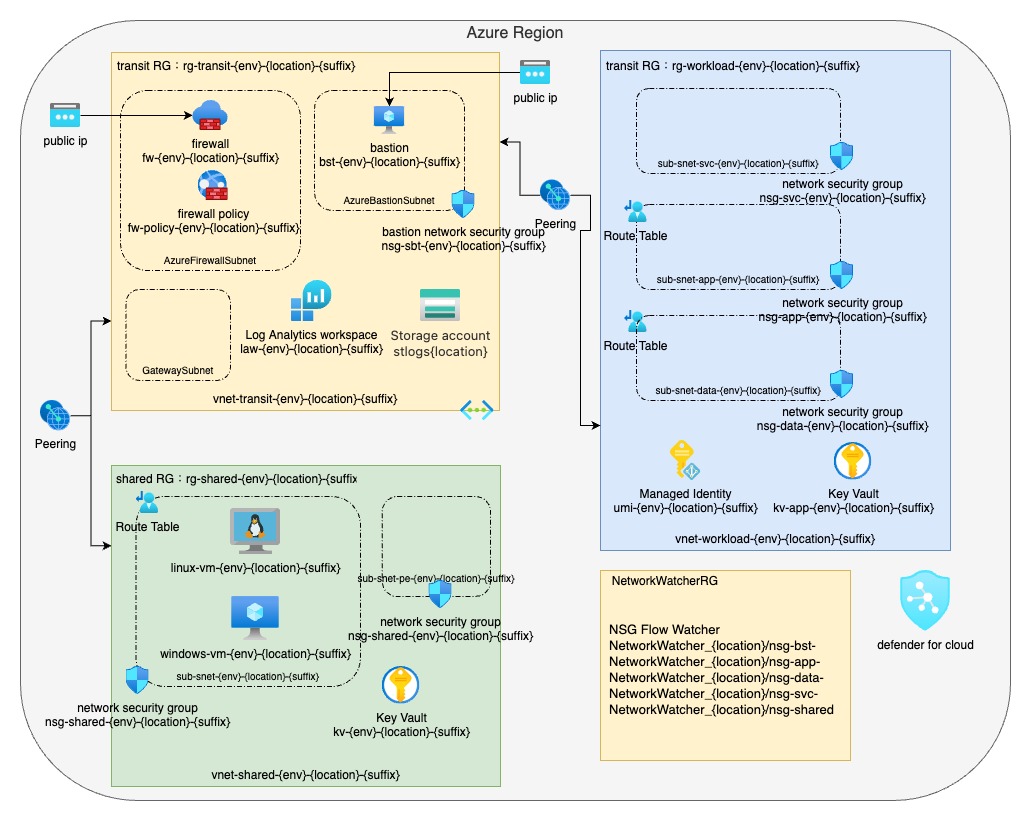 Azure Region
transit RG：rg-transit-{env}-{location}-{suffix}
public ip
firewall
fw-{env}-{location}-{suffix}
firewall policy
fw-policy-{env}-{location}-{suffix}
AzureFirewallSubnet
public ip
bastion
bst-{env}-{location}-{suffix}
AzureBastionSubnet
bastion network security group
nsg-sbt-{env}-{location}-{suffix}
GatewaySubnet
Log Analytics workspace
law-{env}-{location}-{suffix}
Storage account
stlogs{location}
vnet-transit-{env}-{location}-{suffix}
Peering
Peering
transit RG：rg-workload-{env}-{location}-{suffix}
sub-snet-svc-{env}-{location}-{suffix}
network security group
nsg-svc-{env}-{location}-{suffix}
Route Table
sub-snet-app-{env}-{location}-{suffix}
network security group
nsg-app-{env}-{location}-{suffix}
Route Table
sub-snet-data-{env}-{location}-{suffix}
network security group
nsg-data-{env}-{location}-{suffix}
Managed Identity
umi-{env}-{location}-{suffix}
Key Vault
kv-app-{env}-{location}-{suffix}
vnet-workload-{env}-{location}-{suffix}
shared RG：rg-shared-{env}-{location}-{suffix
Route Table
linux-vm-{env}-{location}-{suffix}
windows-vm-{env}-{location}-{suffix}
sub-snet-{env}-{location}-{suffix}
network security group
nsg-shared-{env}-{location}-{suffix}
sub-snet-pe-{env}-{location}-{suffix}
network security group
nsg-shared-{env}-{location}-{suffix}
Key Vault
kv-{env}-{location}-{suffix}
vnet-shared-{env}-{location}-{suffix}
NetworkWatcherRG
NSG Flow Watcher
NetworkWatcher_{location}/nsg-bst-
NetworkWatcher_{location}/nsg-app-
NetworkWatcher_{location}/nsg-data-
NetworkWatcher_{location}/nsg-svc-
NetworkWatcher_{location}/nsg-shared
defender for cloud